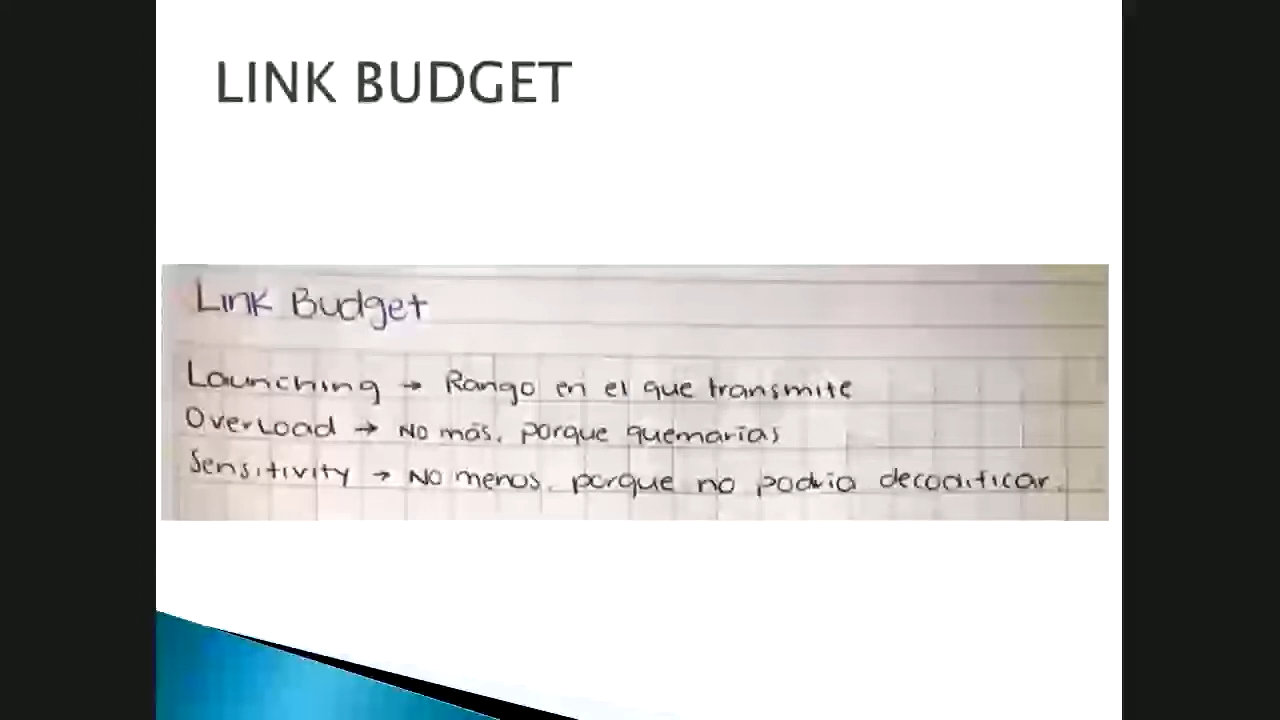 LINK BUDGET
Link Budget
Launching → Rango en el que transmite
Overload → No más, porque quemarías
Sensitivity → No menos, porque no podría decodificar.